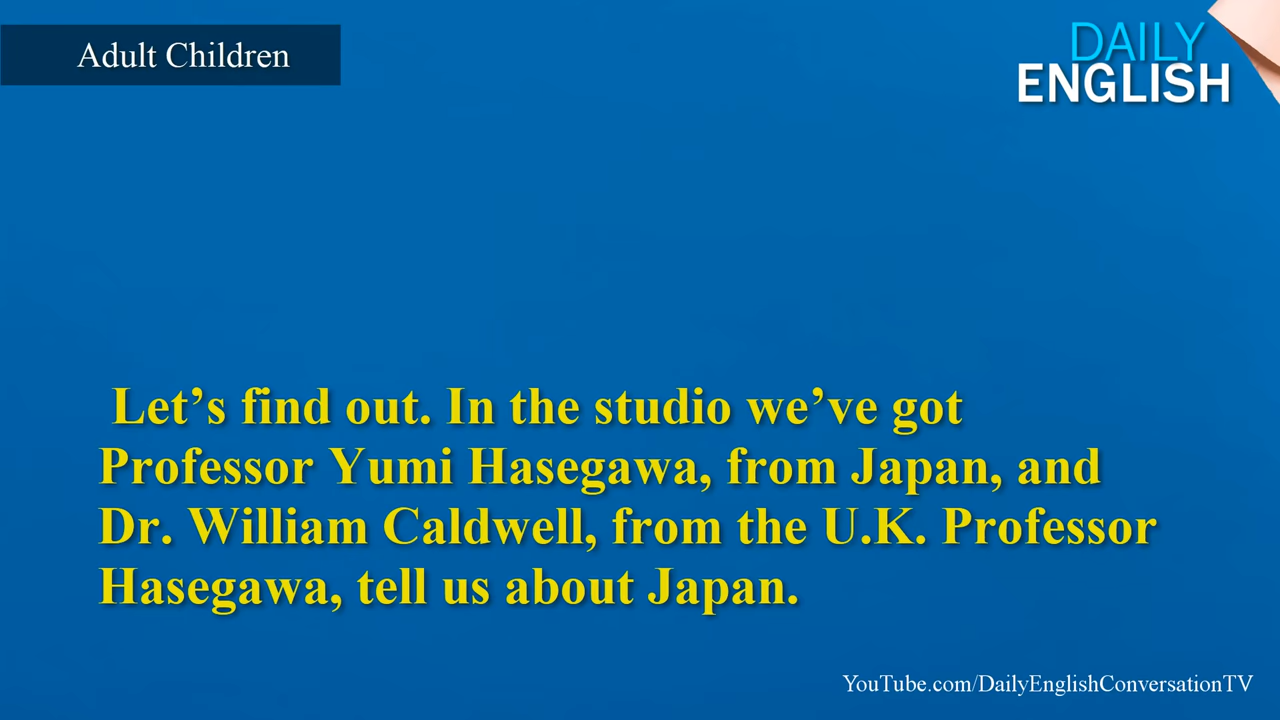 Adult Children
DAILY
ENGLISH
Let’s find out. In the studio we’ve got
Professor Yumi Hasegawa, from Japan, and
Dr. William Caldwell, from the U.K. Professor
Hasegawa, tell us about Japan.
YouTube.com/DailyEnglishConversationTV